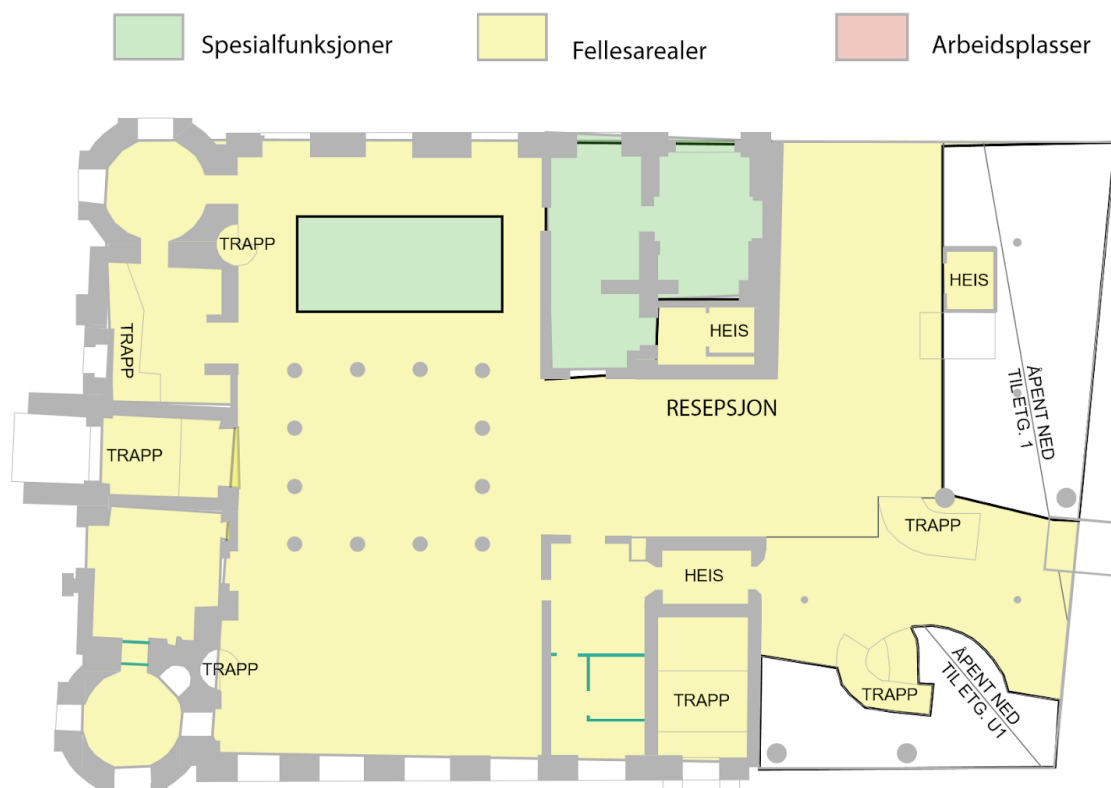 Spesialfunksjoner
Fellesarealer
Arbeidsplasser
TRAPP
HEIS
HEIS
TRAPP
RESEPSJON
ÅPENT NED
TIL ETG. 1
TRAPP
TRAPP
HEIS
TRAPP
TRAPP
TRAPP
ÅPENT NED
TIL ETG. U1